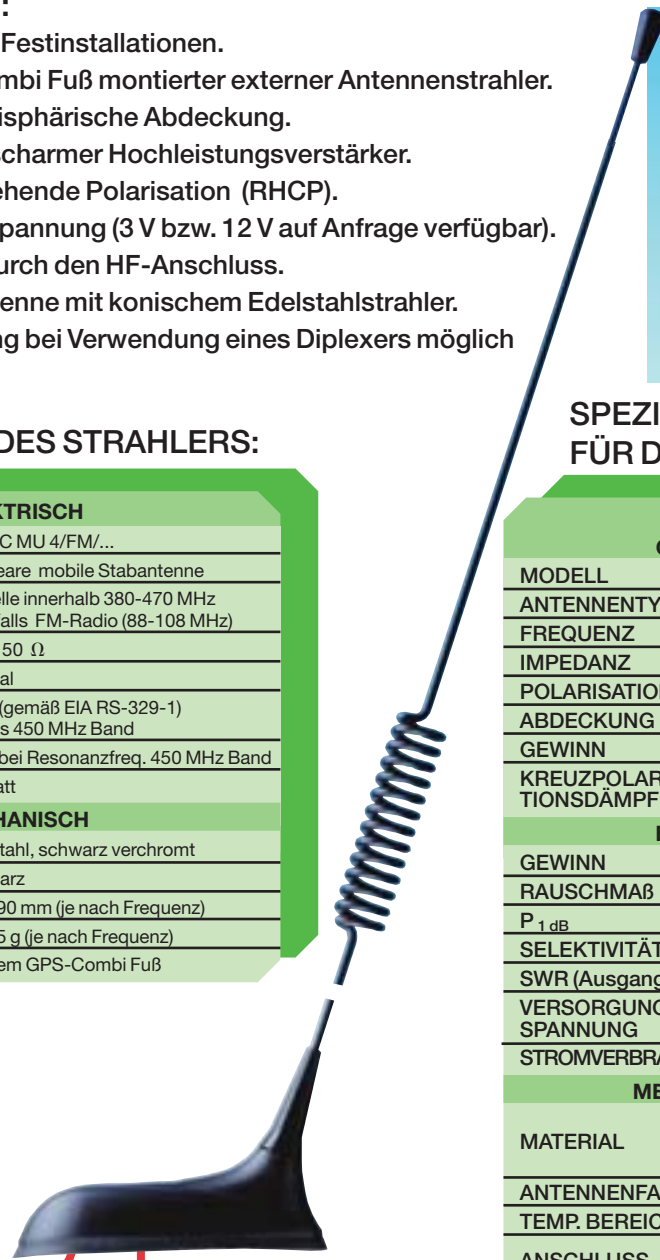 :
Festinstallationen.
mbi Fuß montierter externer Antennenstrahler.
isphärische Abdeckung.
scharmer Hochleistungsverstärker.
ehende Polarisation (RHCP).
pannung (3 V bzw. 12 V auf Anfrage verfügbar).
urch den HF-Anschluss.
enne mit konischem Edelstahlstrahler.
ng bei Verwendung eines Diplexers möglich
DES STRAHLERS:
KTRISCH
C MU 4/FM/...
eare mobile Stabantenne
elle innerhalb 380-470 MHz
falls FM-Radio (88-108 MHz)
50 Ω
al
(gemäß EIA RS-329-1)
s 450 MHz Band
bei Resonanzfreq. 450 MHz Band
att
HANISCH
tahl, schwarz verchromt
arz
90 mm (je nach Frequenz)
5 g (je nach Frequenz)
em GPS-Combi Fuß
SPEZI
FÜR D
MODELL
ANTENNENTY
FREQUENZ
IMPEDANZ
POLARISATION
ABDECKUNG
GEWINN
KREUZPOLAR
TIONSDÄMPF
GEWINN
RAUSCHMAß
P 1 dB
SELEKTIVITÄT
SWR (Ausgang
VERSORGUNG
SPANNUNG
STROMVERBRA
ME
MATERIAL
ANTENNENFA
TEMP. BEREIC
ANSCHLUSS